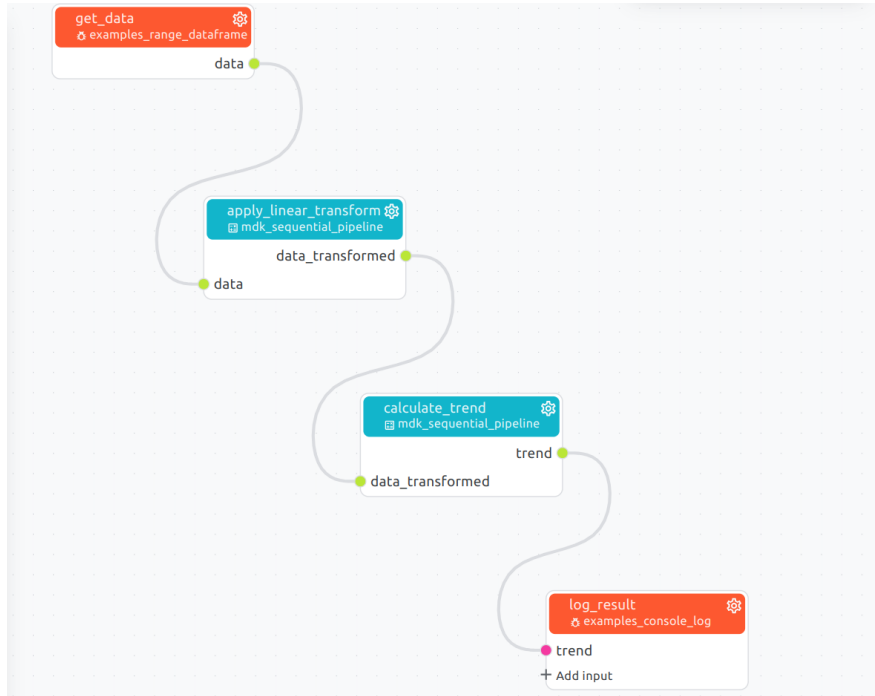 get_data
examples_range_dataframe
data
apply_linear_transform
mdk_sequential_pipeline
data_transformed
data
calculate_trend
mdk_sequential_pipeline
trend
data_transformed
log_result
examples_console_log
trend
+ Add input